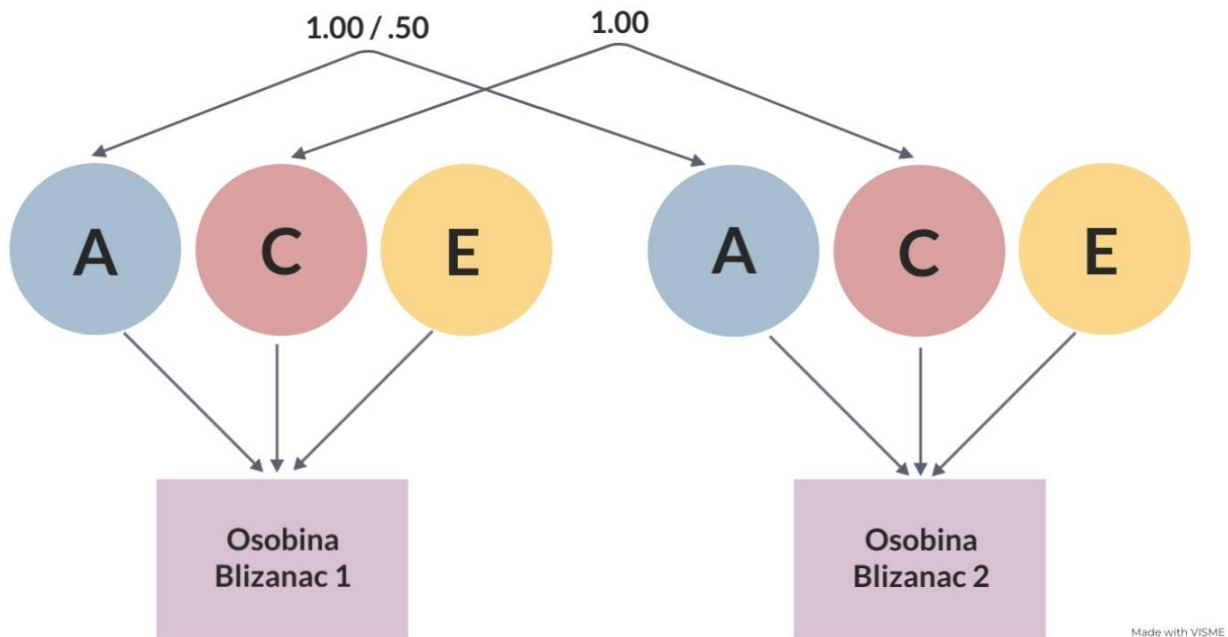 1.00 / .50
1.00
A
C
E
A
C
E
Osobina
Blizanac 1
Osobina
Blizanac 2
Made with VISME